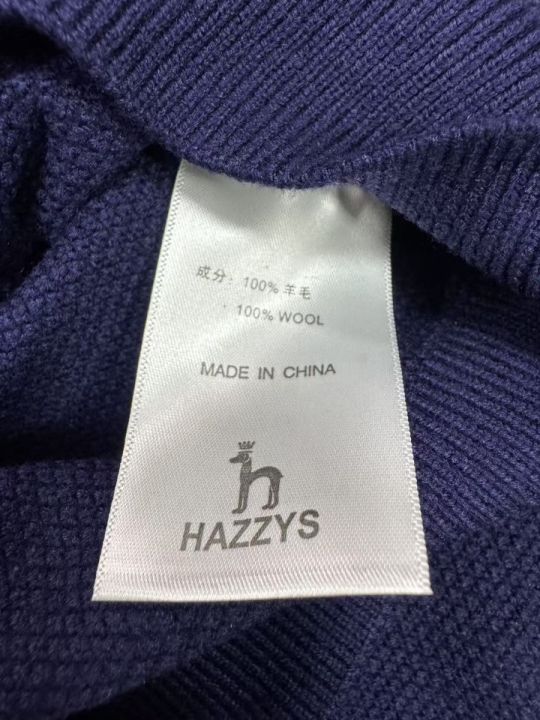 成分: 100% 羊毛
100% WOOL
MADE IN CHINA
HAZZYS